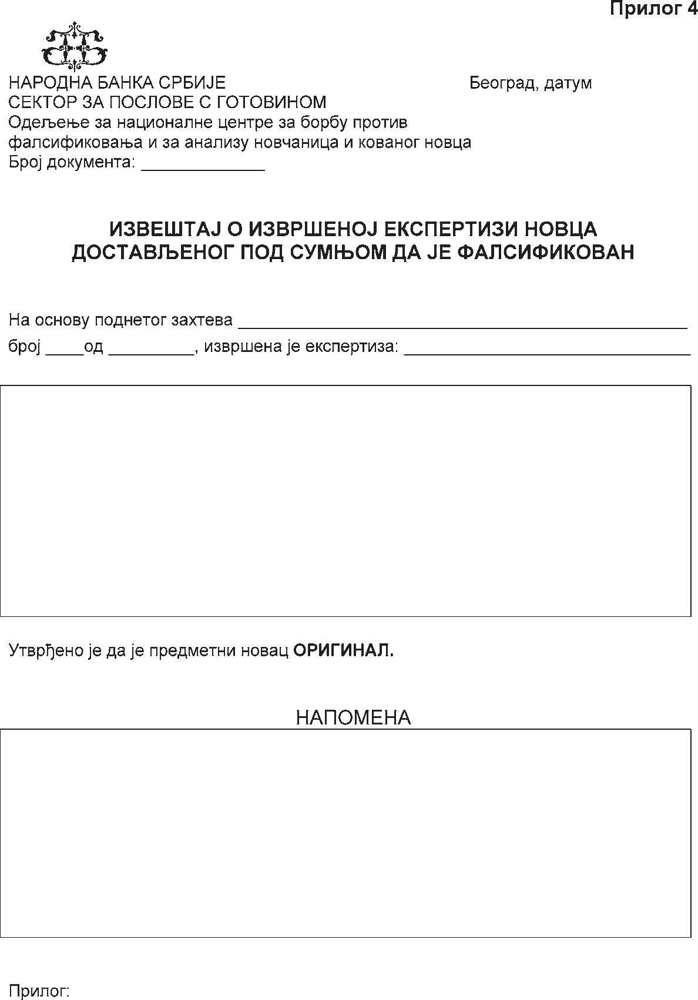 Прилог 4
НАРОДНА БАНКА СРБИЈЕ Београд, датум
СЕКТОР ЗА ПОСЛОВЕ С ГОТОВИНОМ
Одељење за националне центре за борбу против
фалсификовања и за анализу новчаница и кованог новца
Број документа: _____________
ИЗВЕШТАЈ О ИЗВРШЕНОЈ ЕКСПЕРТИЗИ НОВЦА
ДОСТАВЉЕНОГ ПОД СУМЊОМ ДА ЈЕ ФАЛСИФИКОВАН
На основу поднетог захтева _______________________________________________
број ____од _________, извршена је експертиза: ______________________________
Утврђено је да је предметни новац ОРИГИНАЛ.
НАПОМЕНА
Прилог: